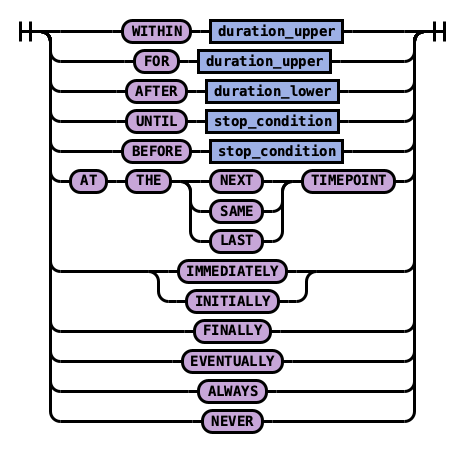 WITHIN duration_upper
FOR duration_upper
AFTER duration_lower
UNTIL stop_condition
BEFORE stop_condition
AT THE NEXT TIMEPOINT
SAME
LAST
IMMEDIATELY
INITIALLY
FINALLY
EVENTUALLY
ALWAYS
NEVER